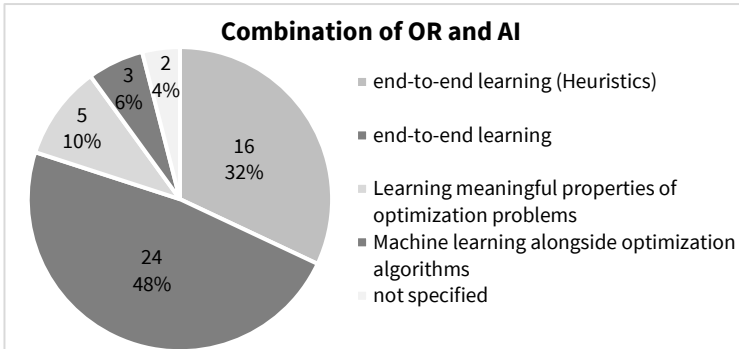 Combination of OR and AI
2
4%
3
6%
5
10%
16
32%
24
48%
end-to-end learning (Heuristics)
end-to-end learning
Learning meaningful properties of
optimization problems
Machine learning alongside optimization
algorithms
not specified